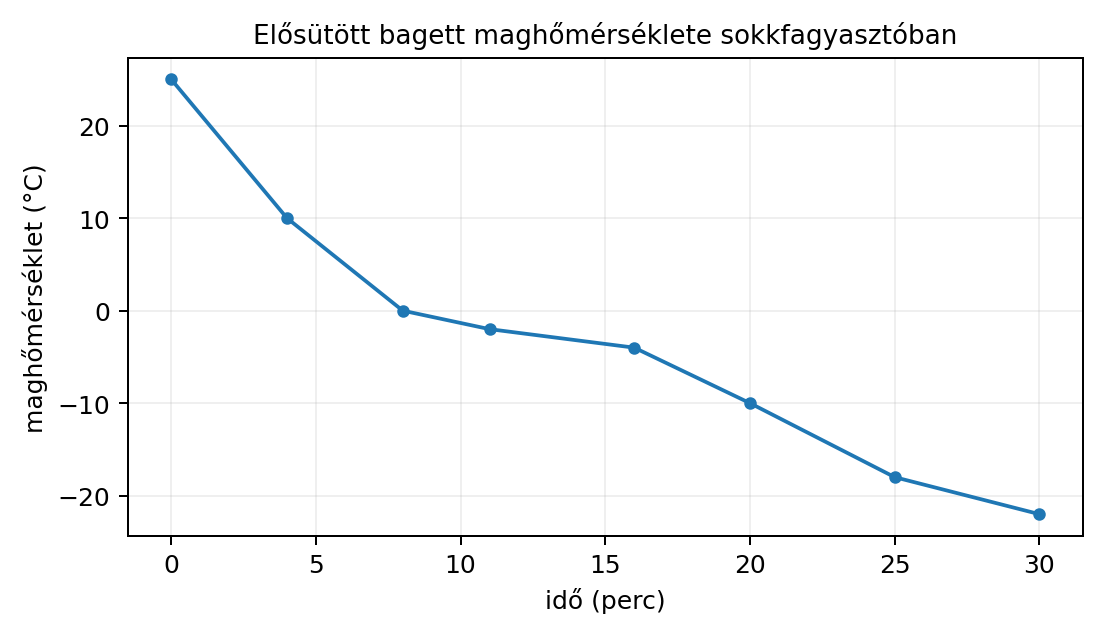 Elősütött bagett maghőmérséklete sokkfagyasztóban
maghőmérséklet (°C)
20
10
0
−10
−20
0 5 10 15 20 25 30
idő (perc)